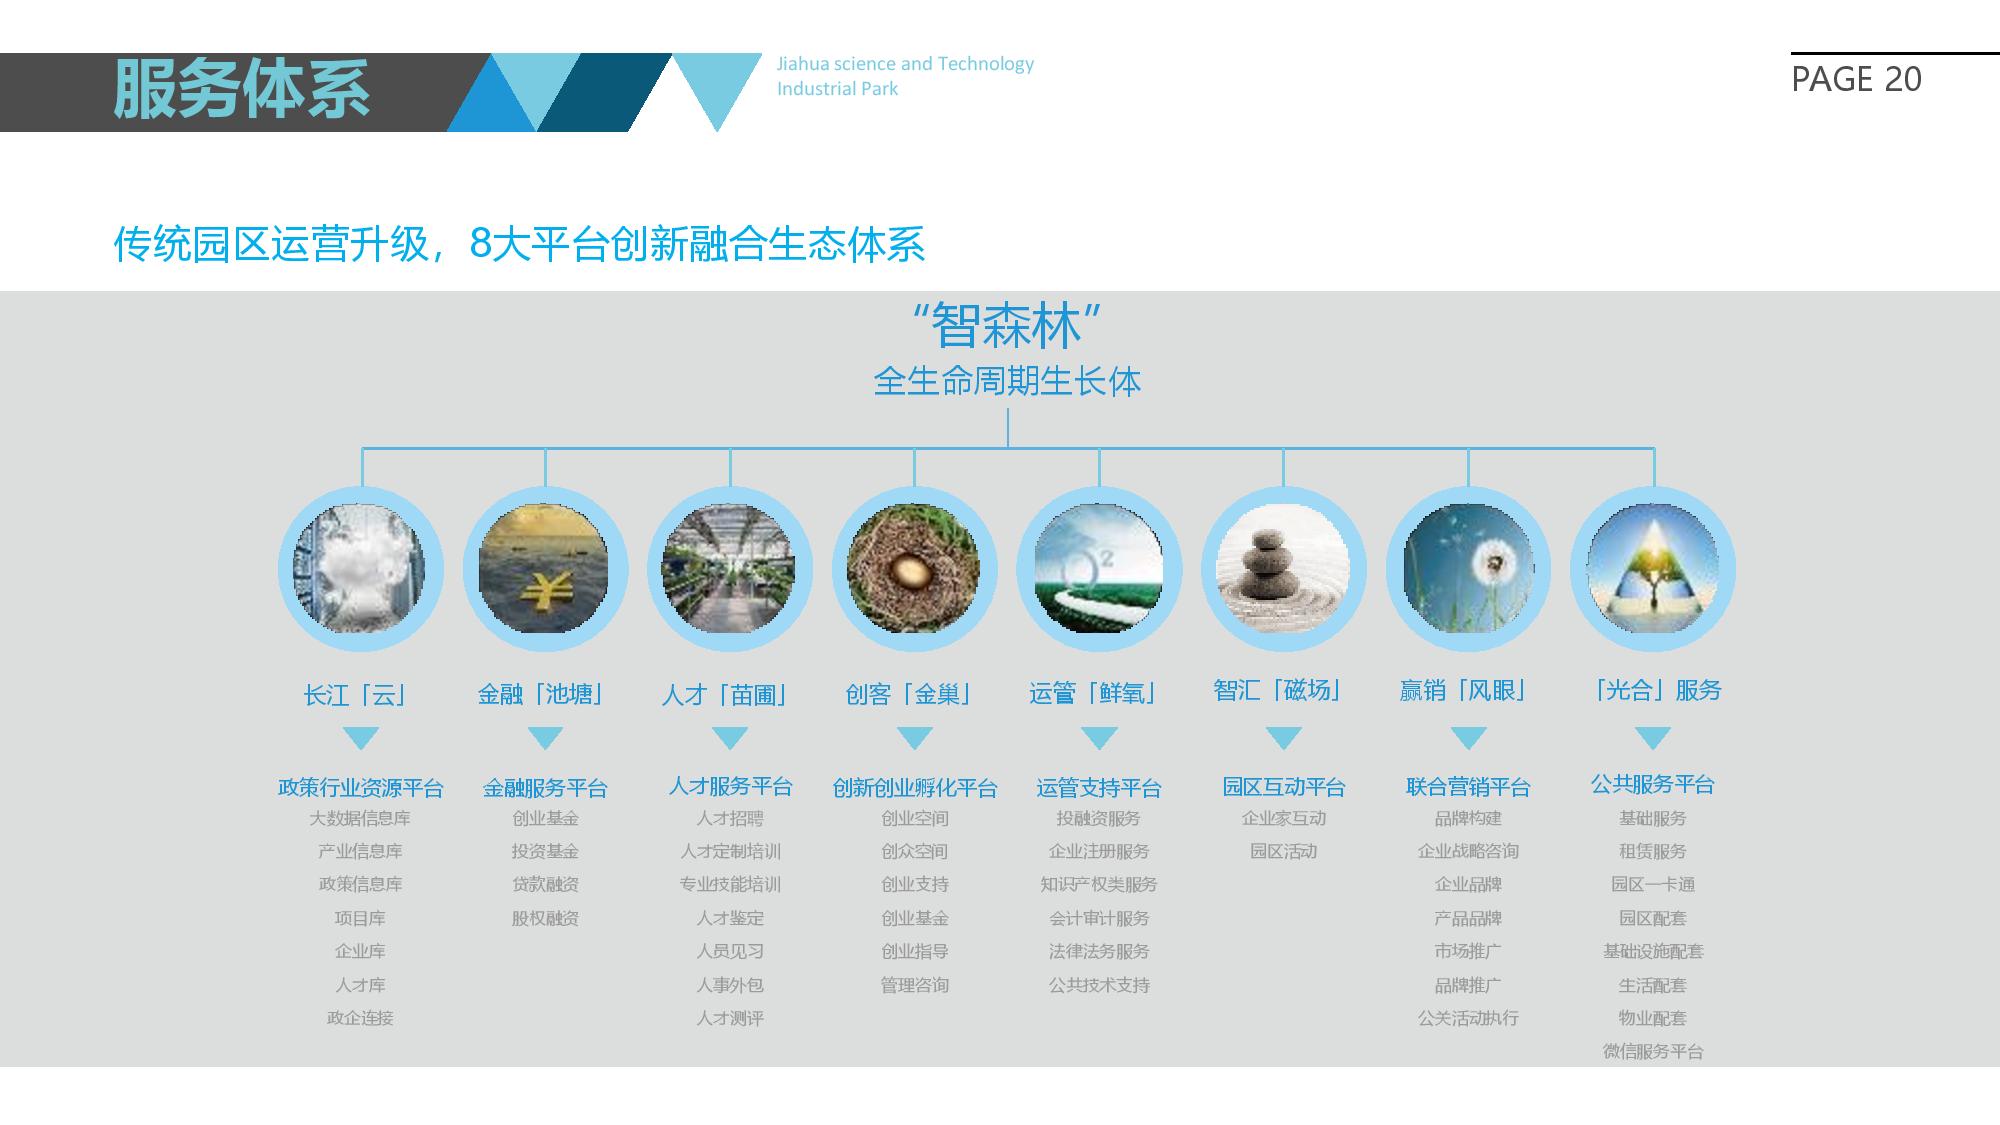 服务体系
Jiahua science and Technology
Industrial Park
PAGE 20
传统园区运营升级，8大平台创新融合生态体系
“智森林”
全生命周期生长体
长江「云」
金融「池塘」
人才「苗圃」
创客「金巢」
运管「鲜氧」
智汇「磁场」
赢销「风眼」
「光合」服务
政策行业资源平台
大数据信息库
产业信息库
政策信息库
项目库
企业库
人才库
政企连接
金融服务平台
创业基金
投资基金
贷款融资
股权融资
人才服务平台
人才招聘
人才定制培训
专业技能培训
人才鉴定
人员见习
人事外包
人才测评
创新创业孵化平台
创业空间
创众空间
创业支持
创业基金
创业指导
管理咨询
运管支持平台
投融资服务
企业注册服务
知识产权类服务
会计审计服务
法律法务服务
公共技术支持
园区互动平台
企业家互动
园区活动
联合营销平台
品牌构建
企业战略咨询
企业品牌
产品品牌
市场推广
品牌推广
公关活动执行
公共服务平台
基础服务
租赁服务
园区一卡通
园区配套
基础设施配套
生活配套
物业配套
微信服务平台